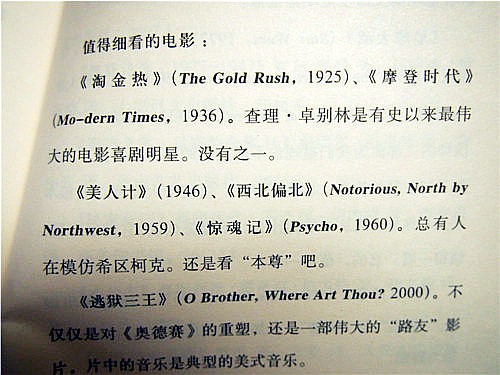 值得细看的电影：
《淘金热》(The Gold Rush, 1925)、《摩登时代》
(Mo-dern Times, 1936)。查理·卓别林是有史以来最伟
大的电影喜剧明星。没有之一。
《美人计》(1946)、《西北偏北》(Notorious, North by
Northwest, 1959)、《惊魂记》(Psycho, 1960)。总有人
在模仿希区柯克。还是看“本尊”吧。
《逃狱三王》(O Brother, Where Art Thou? 2000)。不
仅仅是对《奥德赛》的重塑，还是一部伟大的“路友”影
片，片中的音乐是典型的美式音乐。